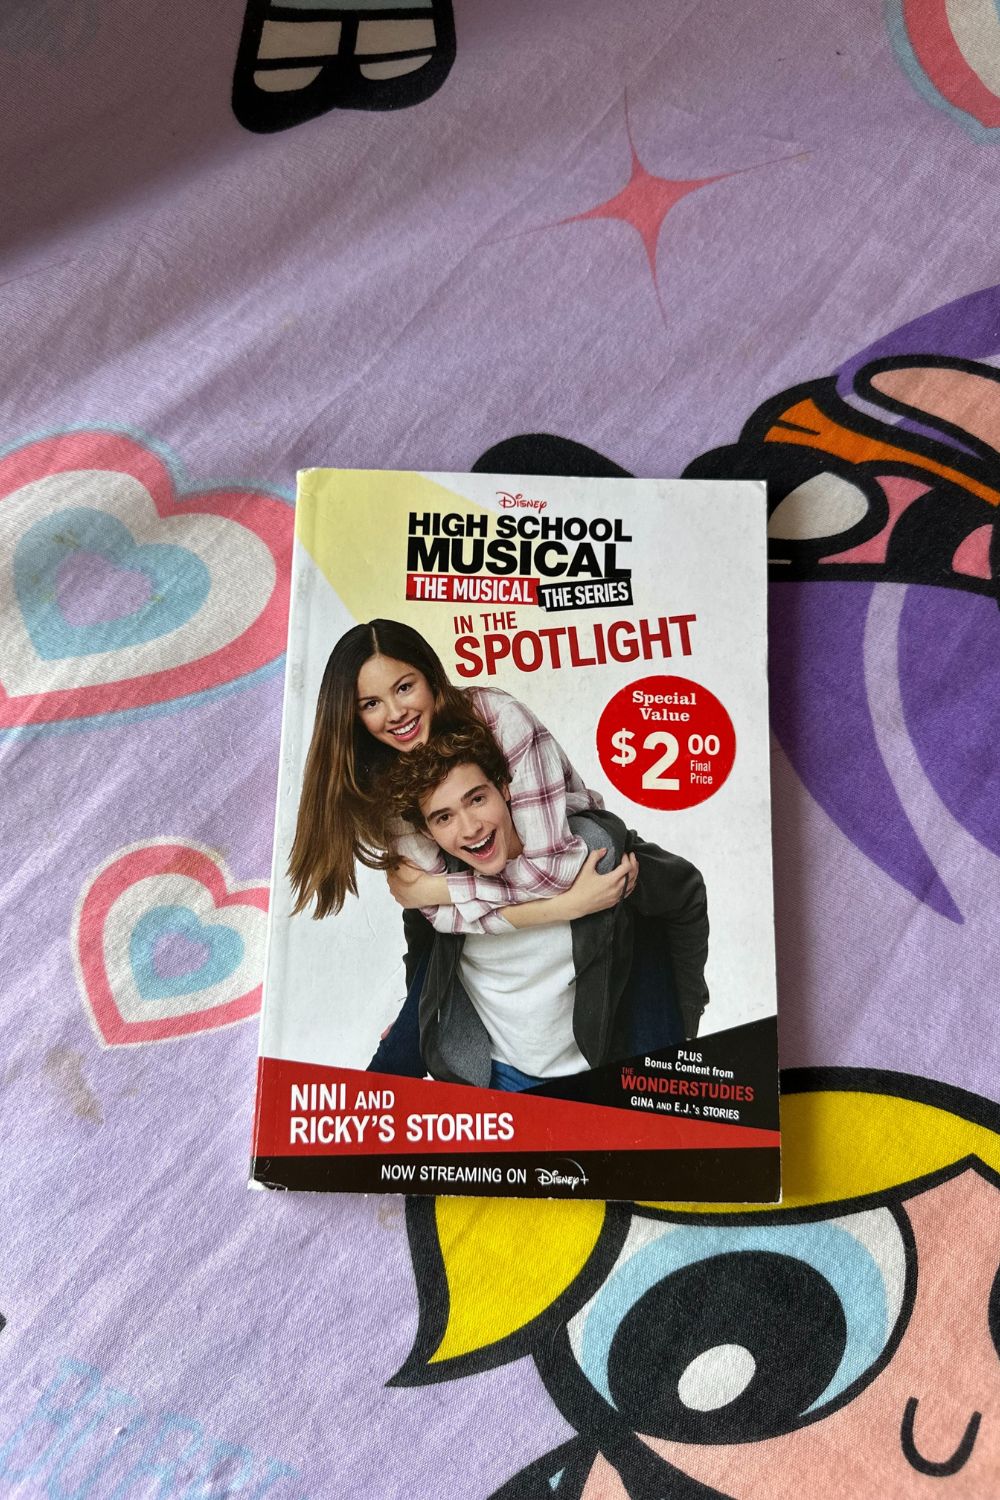 Disney
HIGH SCHOOL
MUSICAL
THE MUSICAL THE SERIES
IN THE
SPOTLIGHT
Special
Value
$2 00
Final
Price
PLUS
Bonus Content from
THE
WONDERSTUDIES
GINA AND E.J.'s STORIES
NINI AND
RICKY'S STORIES
NOW STREAMING ON Disney+